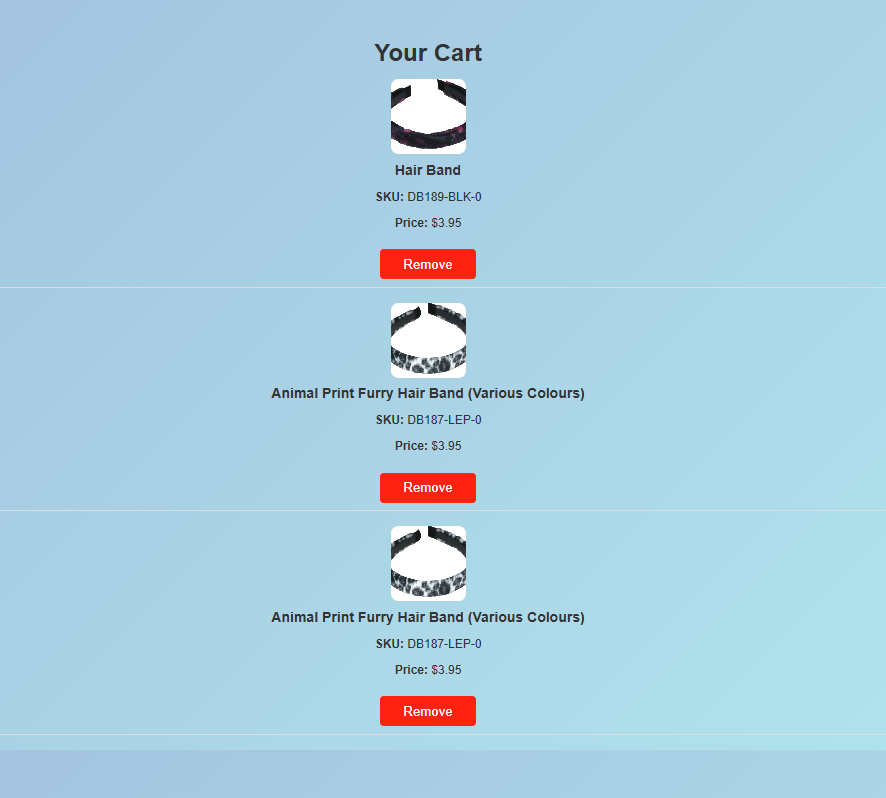 Your Cart
Hair Band
SKU: DB189-BLK-0
Price: $3.95
Remove
Animal Print Furry Hair Band (Various Colours)
SKU: DB187-LEP-0
Price: $3.95
Remove
Animal Print Furry Hair Band (Various Colours)
SKU: DB187-LEP-0
Price: $3.95
Remove